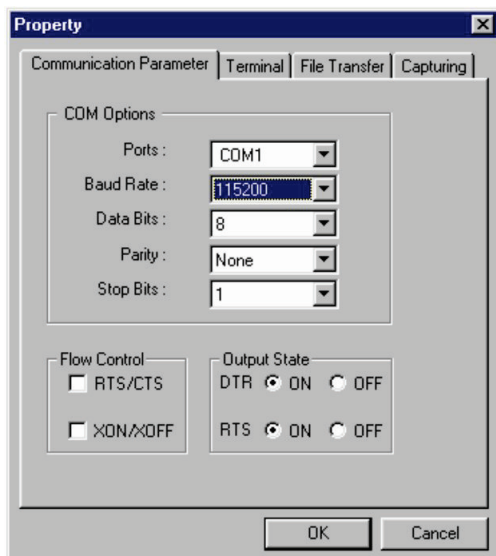 Property
Communication Parameter Terminal File Transfer Capturing
COM Options
Ports : COM1
Baud Rate : 115200
Data Bits : 8
Parity : None
Stop Bits : 1
Flow Control Output State
RTS/CTS DTR ON OFF
XON/XOFF RTS ON OFF
OK Cancel